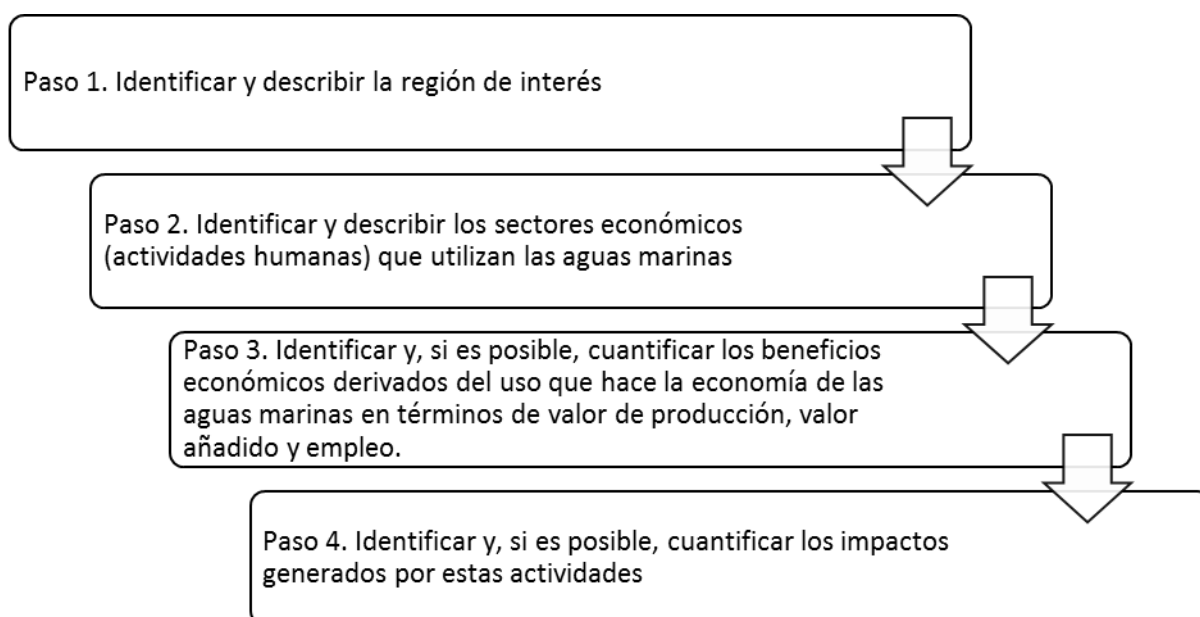 Paso 1. Identificar y describir la región de interés
Paso 2. Identificar y describir los sectores económicos
(actividades humanas) que utilizan las aguas marinas
Paso 3. Identificar y, si es posible, cuantificar los beneficios
económicos derivados del uso que hace la economía de las
aguas marinas en términos de valor de producción, valor
añadido y empleo.
Paso 4. Identificar y, si es posible, cuantificar los impactos
generados por estas actividades